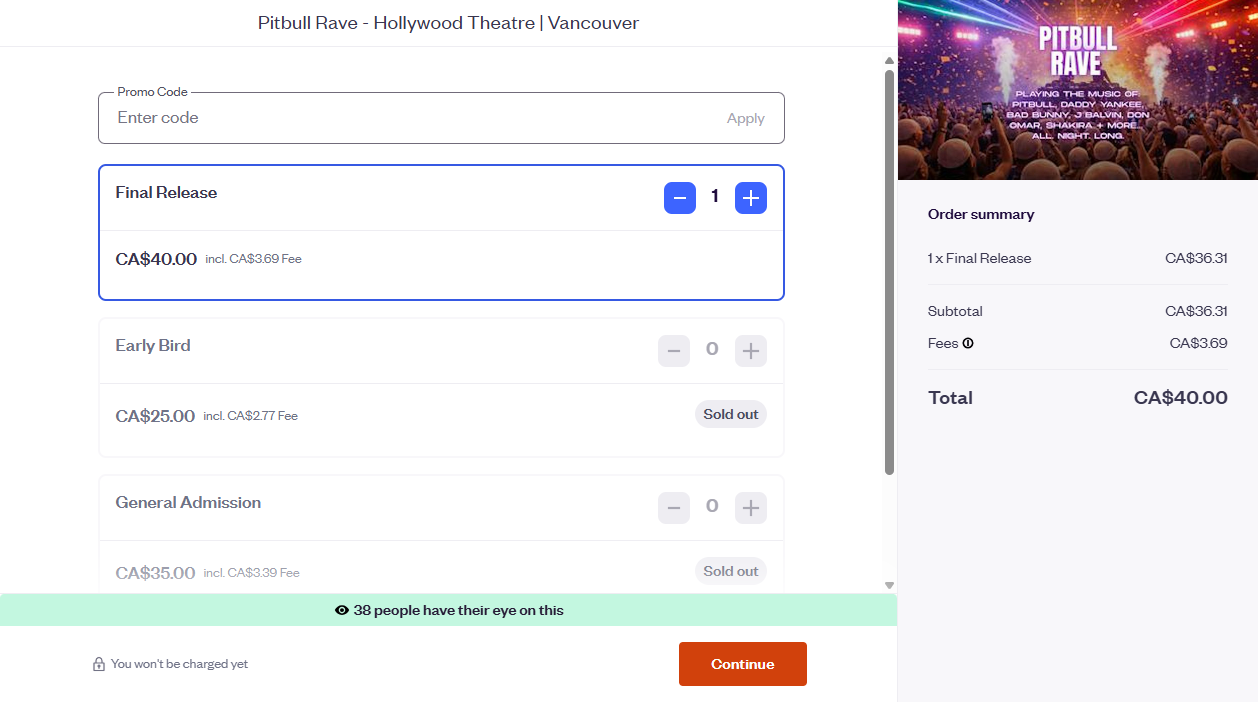 Pitbull Rave - Hollywood Theatre | Vancouver
Promo Code
Enter code
Apply
Final Release
1
CA$40.00 incl. CA$3.69 Fee
Early Bird
0
CA$25.00 incl. CA$2.77 Fee
Sold out
General Admission
0
CA$35.00 incl. CA$3.39 Fee
Sold out
38 people have their eye on this
You won't be charged yet
Continue
PITBULL
RAVE
PLAYING THE MUSIC OF
PITBULL, DADDY YANKEE,
BAD BUNNY, J BALVIN, DON
OMAR, SHAKIRA + MORE...
ALL. NIGHT. LONG.
Order summary
1 x Final Release CA$36.31
Subtotal CA$36.31
Fees CA$3.69
Total CA$40.00